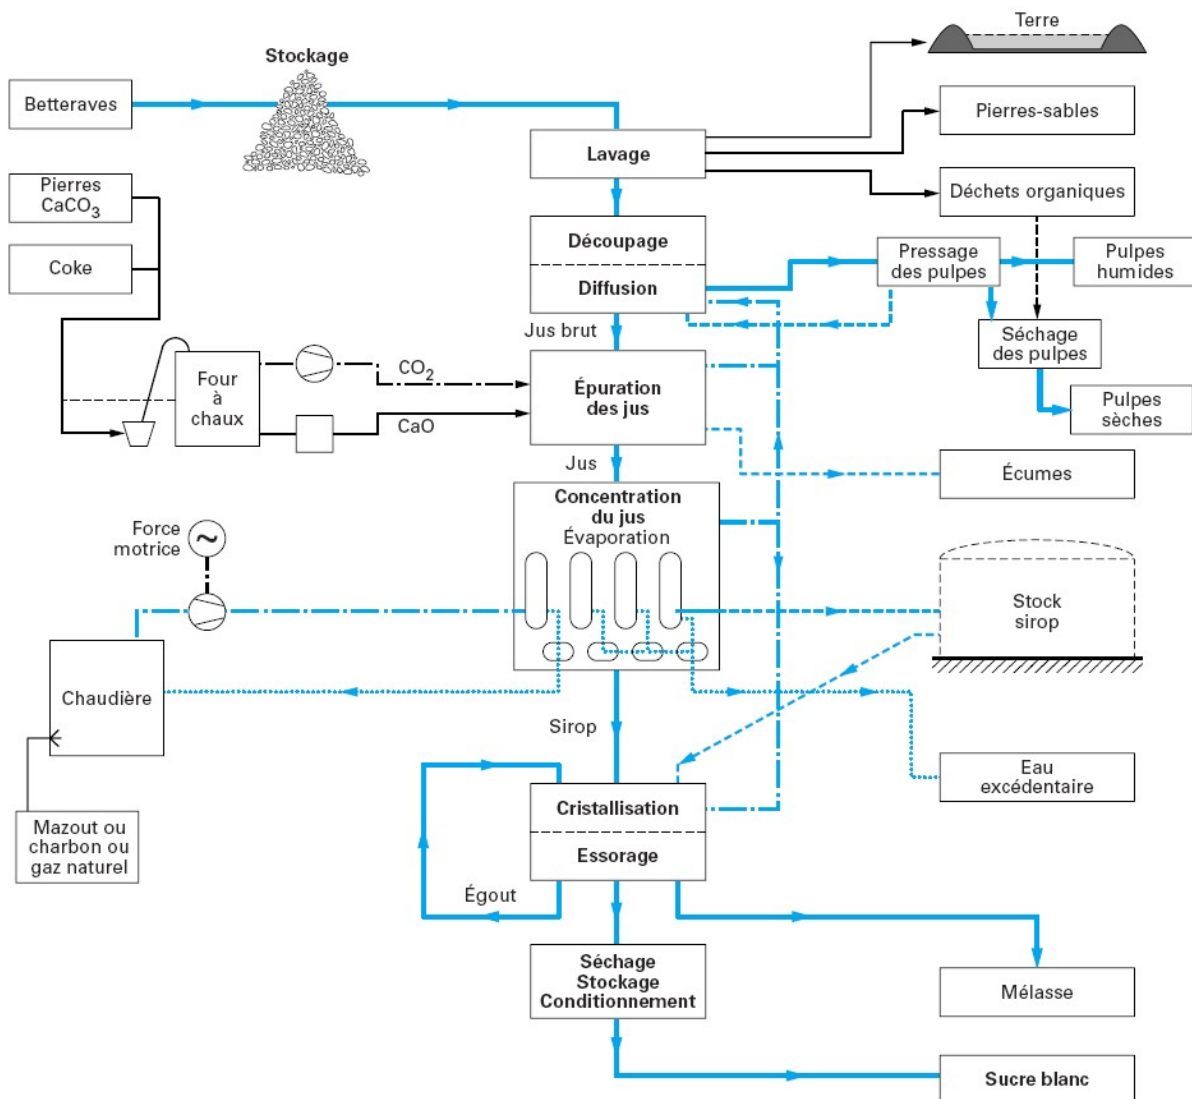 Terre
Stockage
Betteraves
Pierres-sables
Lavage
Pierres
CaCO3
Déchets organiques
Découpage
Coke
Pressage
des pulpes
Pulpes
humides
Diffusion
Jus brut
Séchage
des pulpes
CO2
Four
à
chaux
Épuration
des jus
Pulpes
sèches
CaO
Jus
Écumes
Concentration
du jus
Évaporation
Force
motrice
~
Stock
sirop
Chaudière
Sirop
Eau
excédentaire
Cristallisation
Mazout ou
charbon ou
gaz naturel
Essorage
Égout
Séchage
Stockage
Conditionnement
Mélasse
Sucre blanc